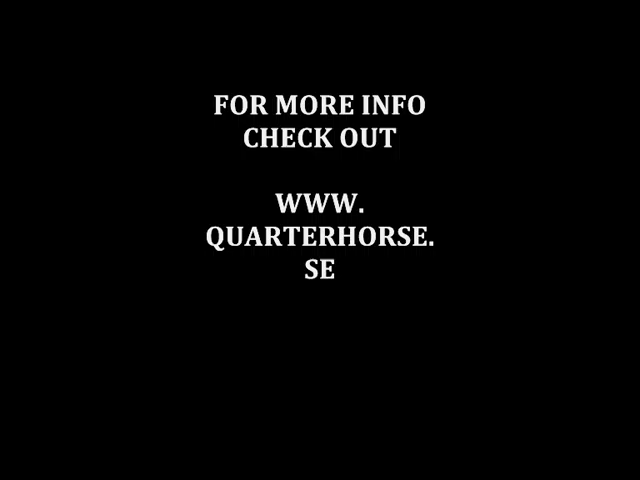 FOR MORE INFO
CHECK OUT
WWW.
QUARTERHORSE.
SE